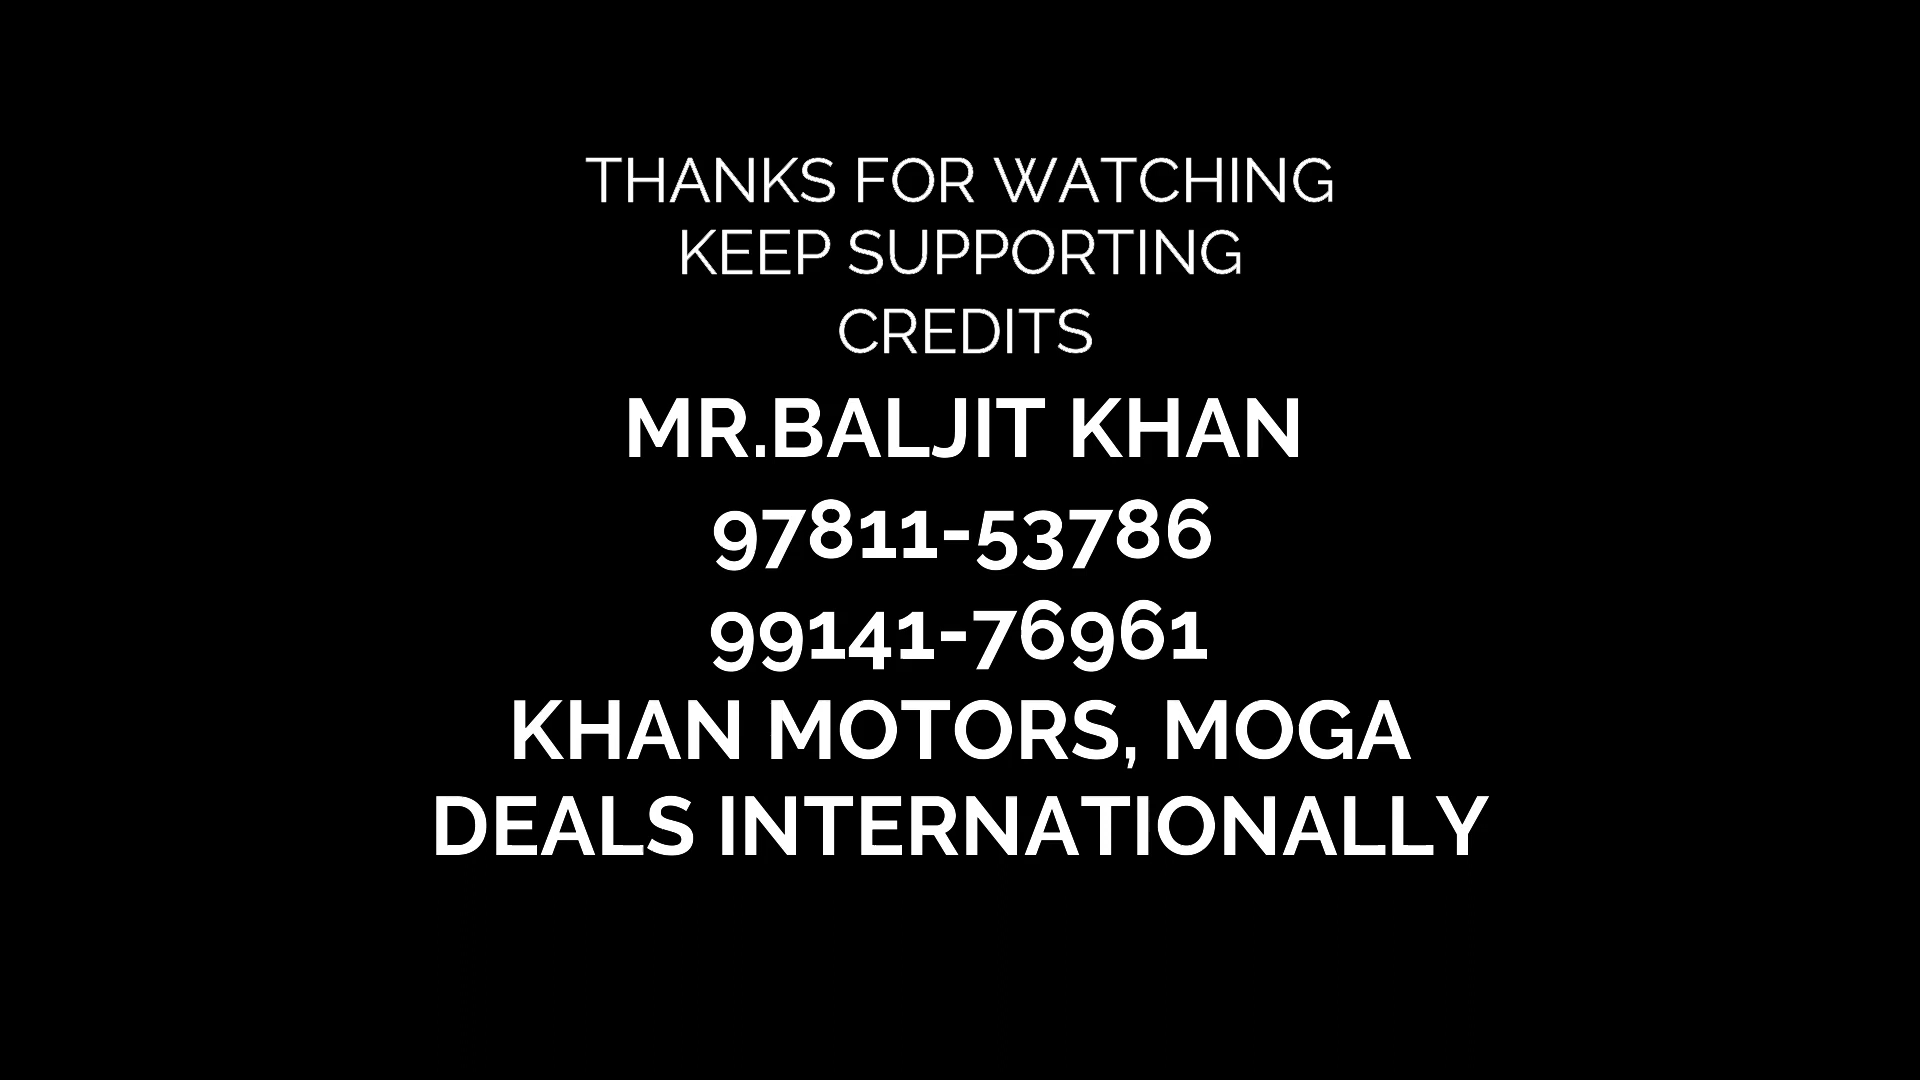 THANKS FOR WATCHING
KEEP SUPPORTING
CREDITS
MR.BALJIT KHAN
97811-53786
99141-76961
KHAN MOTORS, MOGA
DEALS INTERNATIONALLY